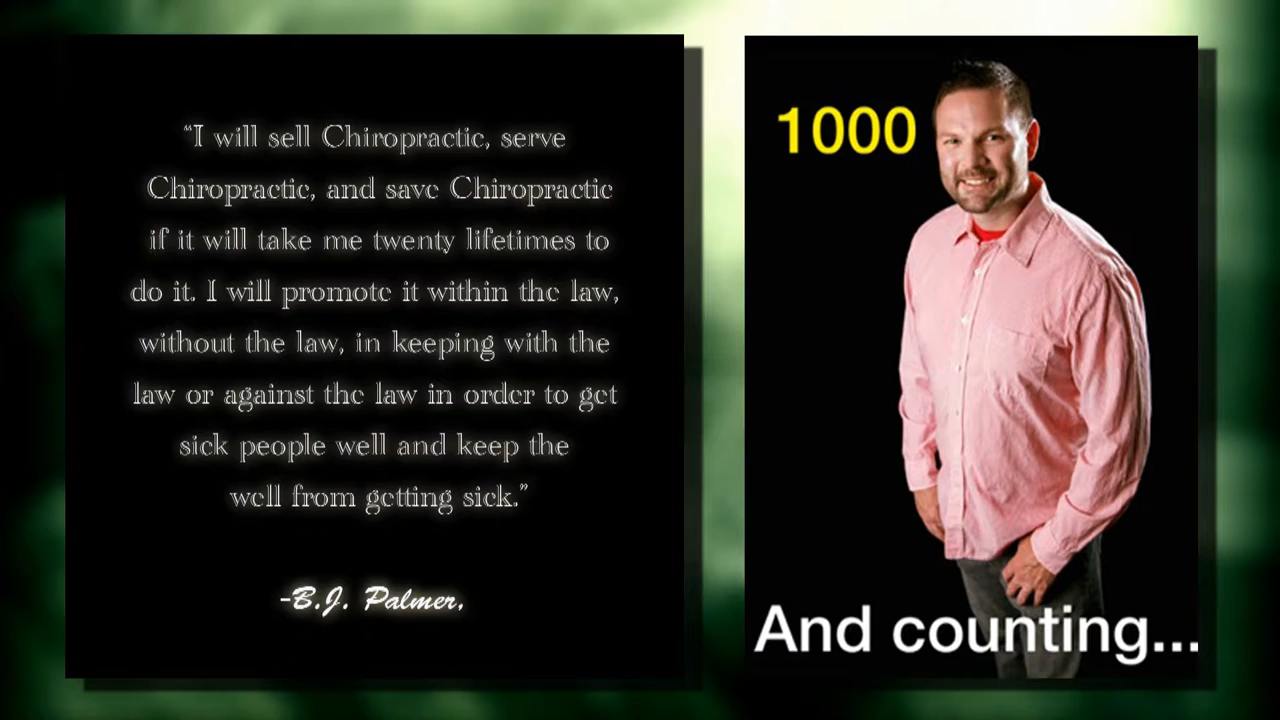 “I will sell Chiropractic, serve
Chiropractic, and save Chiropractic
if it will take me twenty lifetimes to
do it. I will promote it within the law,
without the law, in keeping with the
law or against the law in order to get
sick people well and keep the
well from getting sick.”
-B.J. Palmer,
1000
And counting...